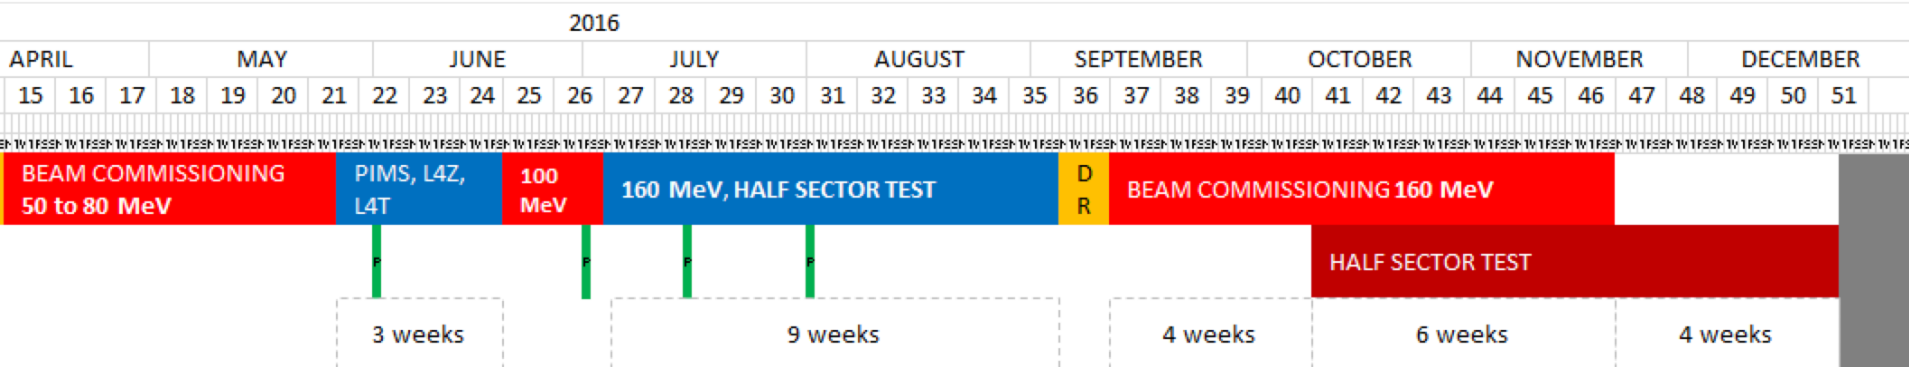 2016
APRIL MAY JUNE JULY AUGUST SEPTEMBER OCTOBER NOVEMBER DECEMBER
15 16 17 18 19 20 21 22 23 24 25 26 27 28 29 30 31 32 33 34 35 36 37 38 39 40 41 42 43 44 45 46 47 48 49 50 51
BEAM COMMISSIONING
50 to 80 MeV
PIMS, L4Z,
L4T
100
MeV
160 MeV, HALF SECTOR TEST
D
R
BEAM COMMISSIONING 160 MeV
P P P P
HALF SECTOR TEST
3 weeks 9 weeks 4 weeks 6 weeks 4 weeks